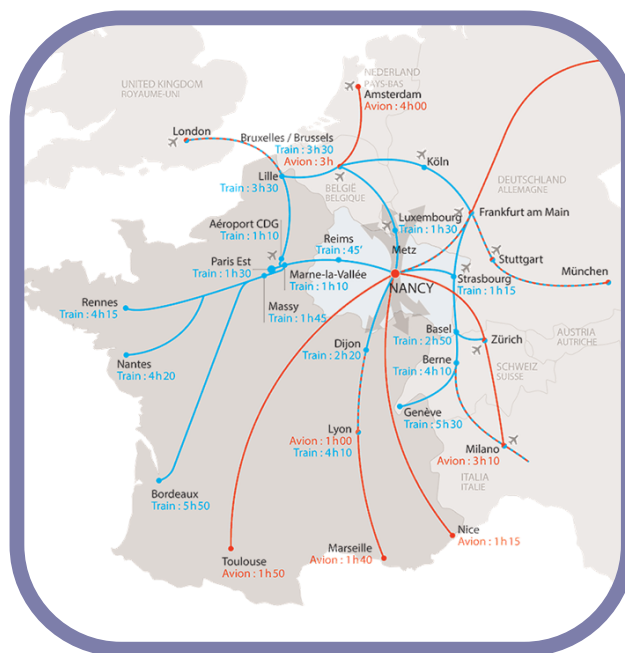 NEDERLAND
PAYS-BAS
UNITED KINGDOM
ROYAUME-UNI
Amsterdam
Avion : 4h00
London
Bruxelles / Brussels
Train : 3h30
Avion : 3h
Köln
Lille
Train : 3h30
BELGIË
BELGIQUE
DEUTSCHLAND
ALLEMAGNE
Aéroport CDG
Train : 1h10
Luxembourg
Train : 1h30
Frankfurt am Main
Reims
Train : 45'
Metz
Paris Est
Train : 1h30
Marne-la-Vallée
Train : 1h10
NANCY
Strasbourg
Train : 1h15
Stuttgart
München
Rennes
Train : 4h15
Massy
Train : 1h45
Dijon
Train : 2h20
Basel
Train : 2h50
Zürich
AUSTRIA
AUTRICHE
Nantes
Train : 4h20
Berne
Train : 4h10
SCHWEIZ
SUISSE
Genève
Train : 5h30
Lyon
Avion : 1h00
Train : 4h10
Milano
Avion : 3h10
ITALIA
ITALIE
Bordeaux
Train : 5h50
Nice
Avion : 1h15
Toulouse
Avion : 1h50
Marseille
Avion : 1h40